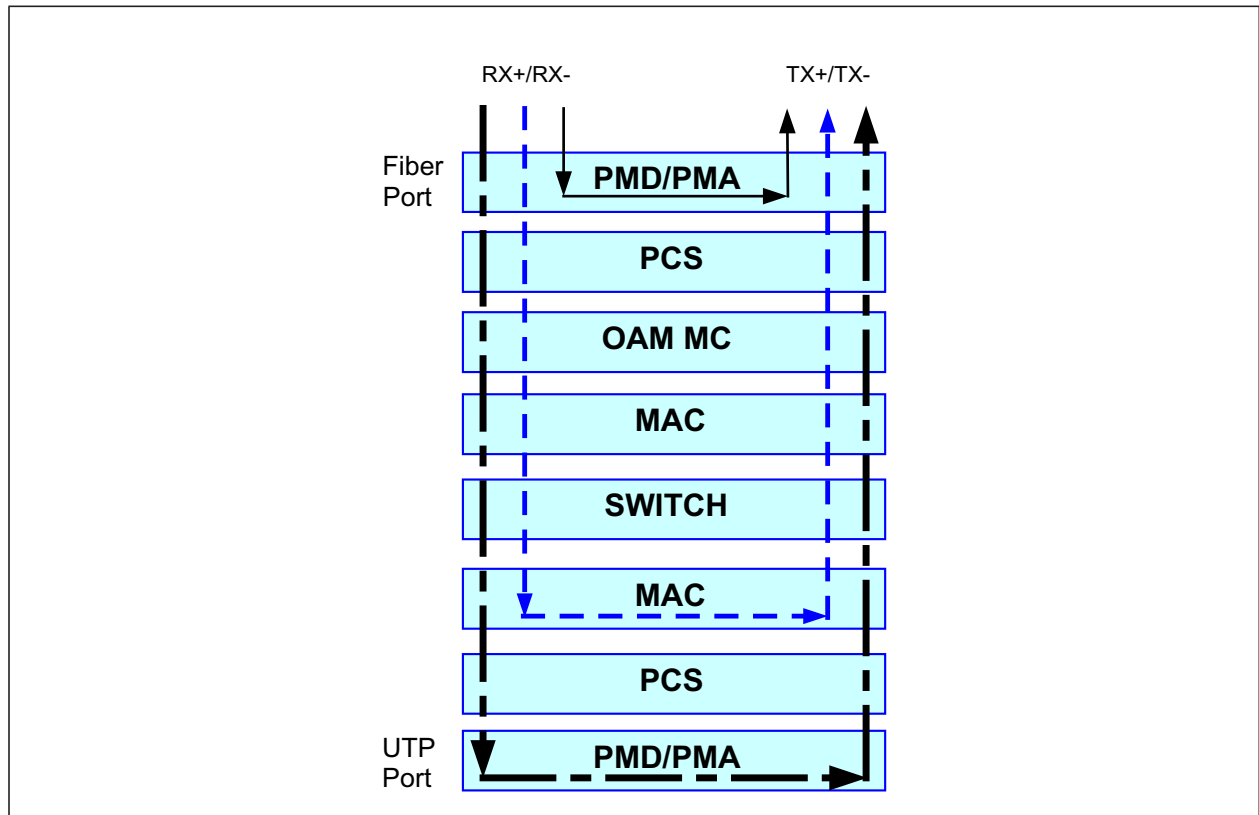 RX+/RX-
TX+/TX-
Fiber
Port
PMD/PMA
PCS
OAM MC
MAC
SWITCH
MAC
PCS
UTP
Port
PMD/PMA